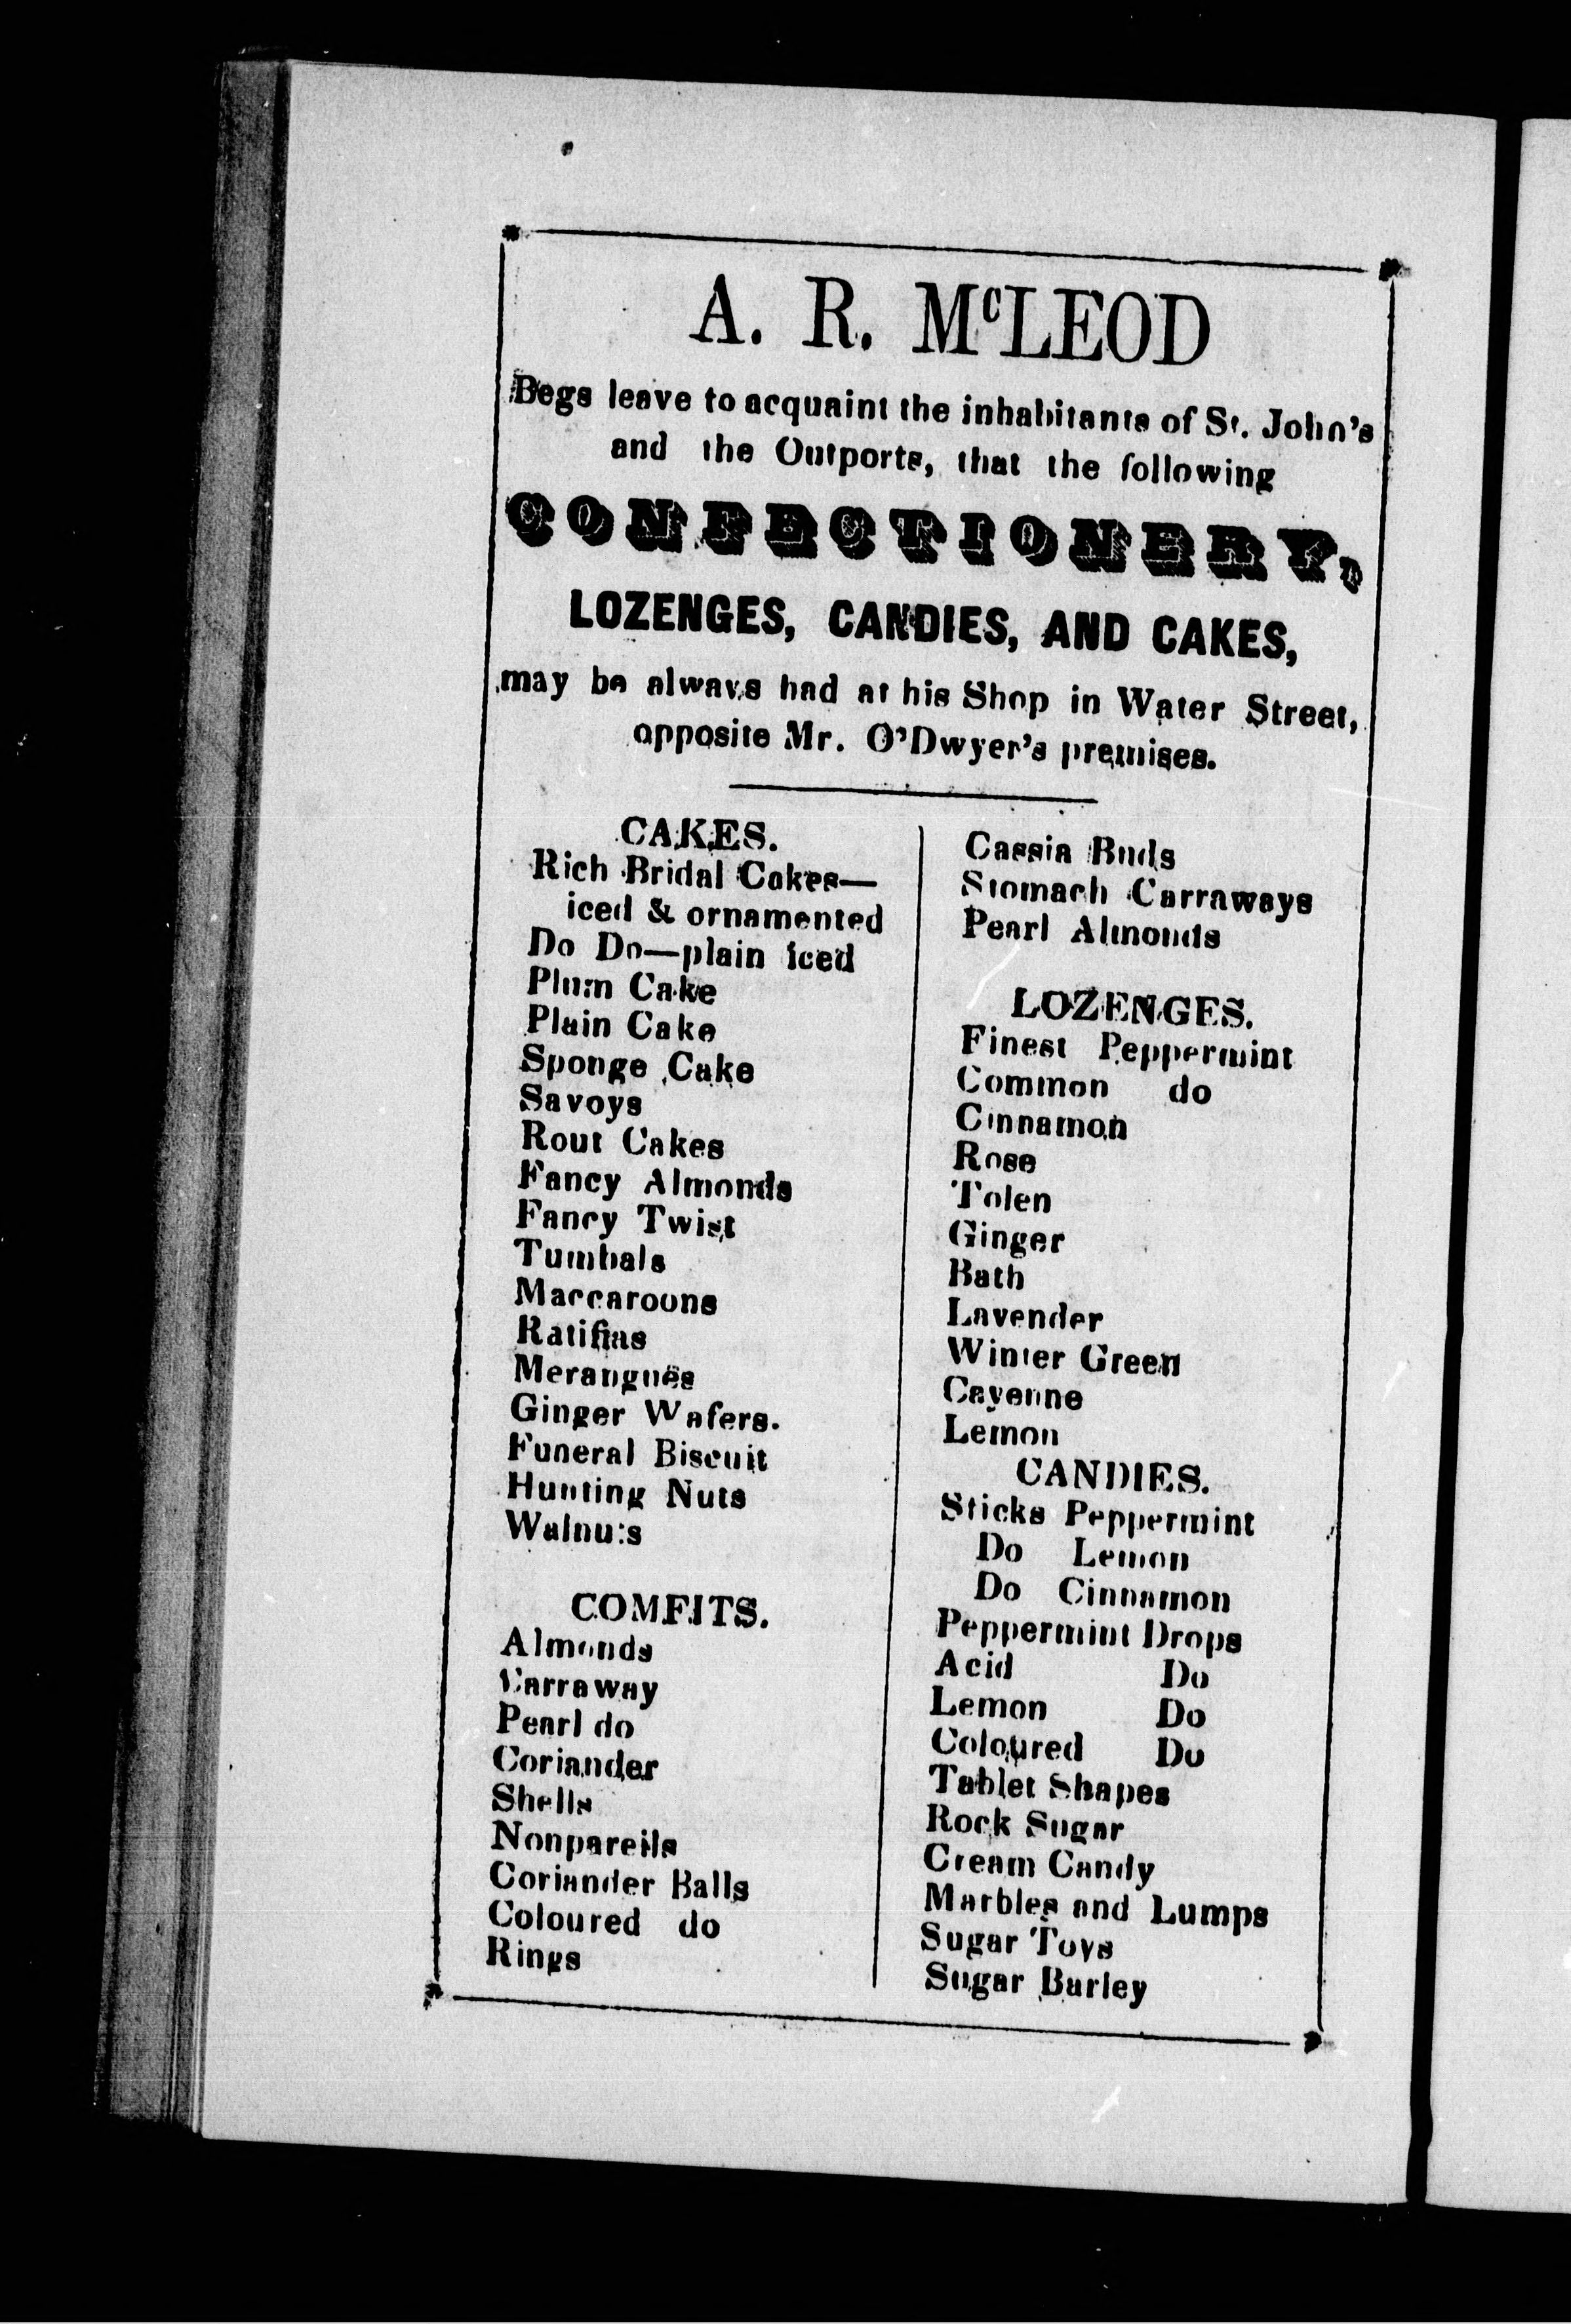 A. R. McLEOD
Begs leave to acquaint the inhabitants of St. John's
and the Outports, that the following
CONFECTIONERY,
LOZENGES, CANDIES, AND CAKES,
may be always had at his Shop in Water Street,
opposite Mr. O'Dwyer's premises.
CAKES.
Rich Bridal Cakes—
iced & ornamented
Do Do—plain iced
Plum Cake
Plain Cake
Sponge Cake
Savoys
Rout Cakes
Fancy Almonds
Fancy Twist
Tumbals
Maccaroons
Ratifias
Merangues
Ginger Wafers.
Funeral Biscuit
Hunting Nuts
Walnuts
COMFITS.
Almonds
Carraway
Pearl do
Coriander
Shells
Nonpareils
Coriander Balls
Coloured do
Rings
Cassia Buds
Stomach Carraways
Pearl Almonds
LOZENGES.
Finest Peppermint
Common do
Cinnamon
Rose
Tolen
Ginger
Bath
Lavender
Winter Green
Cayenne
Lemon
CANDIES.
Sticks Peppermint
Do Lemon
Do Cinnamon
Peppermint Drops
Acid Do
Lemon Do
Coloured Do
Tablet Shapes
Rock Sugar
Cream Candy
Marbles and Lumps
Sugar Toys
Sugar Barley